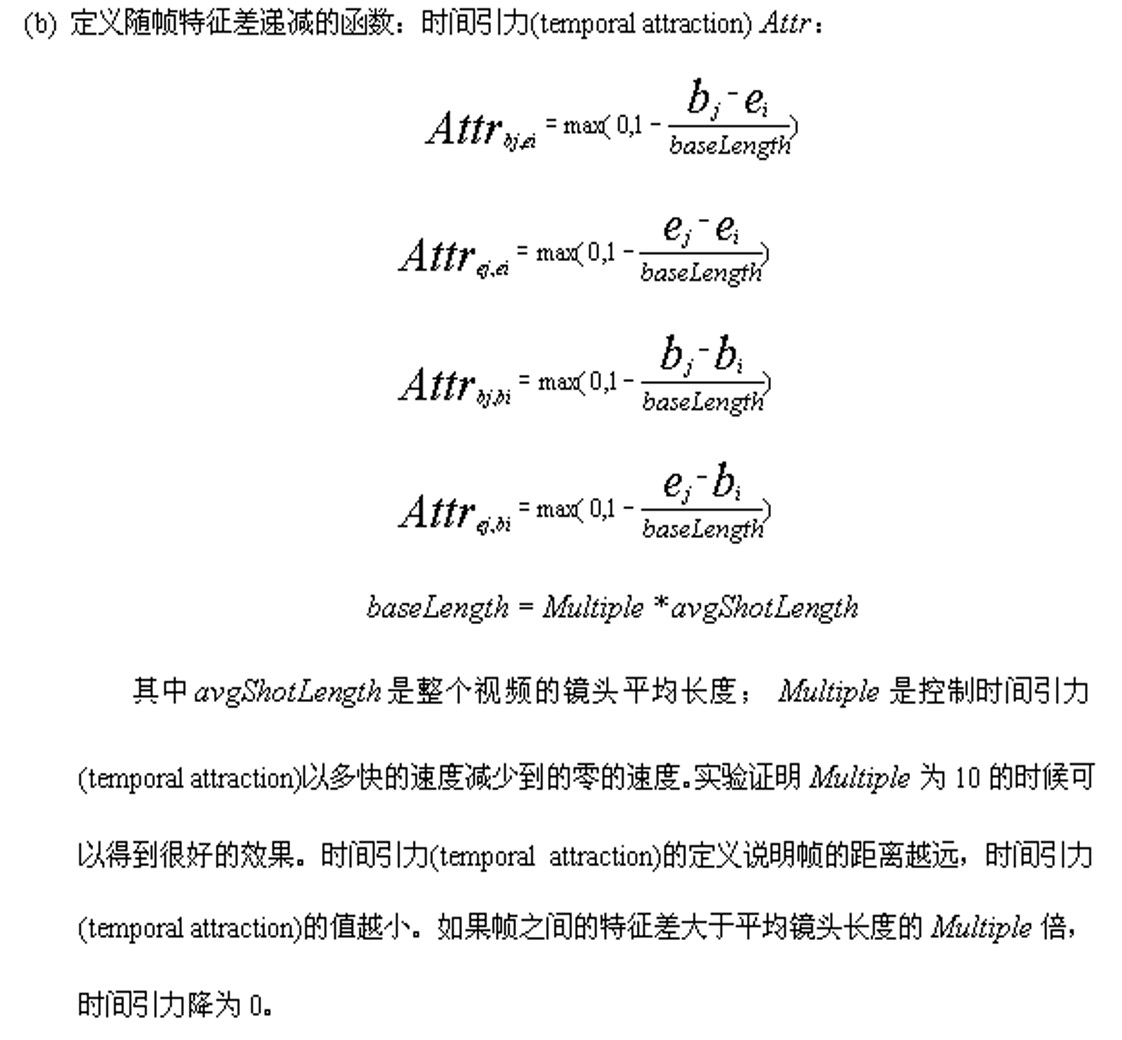 (b) 定义随帧特征差递减的函数：时间引力(temporal attraction) Attr：
Attr_{bj,ei} = max( 0,1 - \frac{b_j - e_i}{baseLength})
Attr_{ej,ei} = max( 0,1 - \frac{e_j - e_i}{baseLength})
Attr_{bj,bi} = max( 0,1 - \frac{b_j - b_i}{baseLength})
Attr_{ej,bi} = max( 0,1 - \frac{e_j - b_i}{baseLength})
baseLength = Multiple *avgShotLength
其中 avgShotLength 是整个视频的镜头平均长度； Multiple 是控制时间引力
(temporal attraction)以多快的速度减少到的零的速度。实验证明 Multiple 为 10 的时候可
以得到很好的效果。时间引力(temporal attraction)的定义说明帧的距离越远，时间引力
(temporal attraction)的值越小。如果帧之间的特征差大于平均镜头长度的 Multiple 倍，
时间引力降为 0。